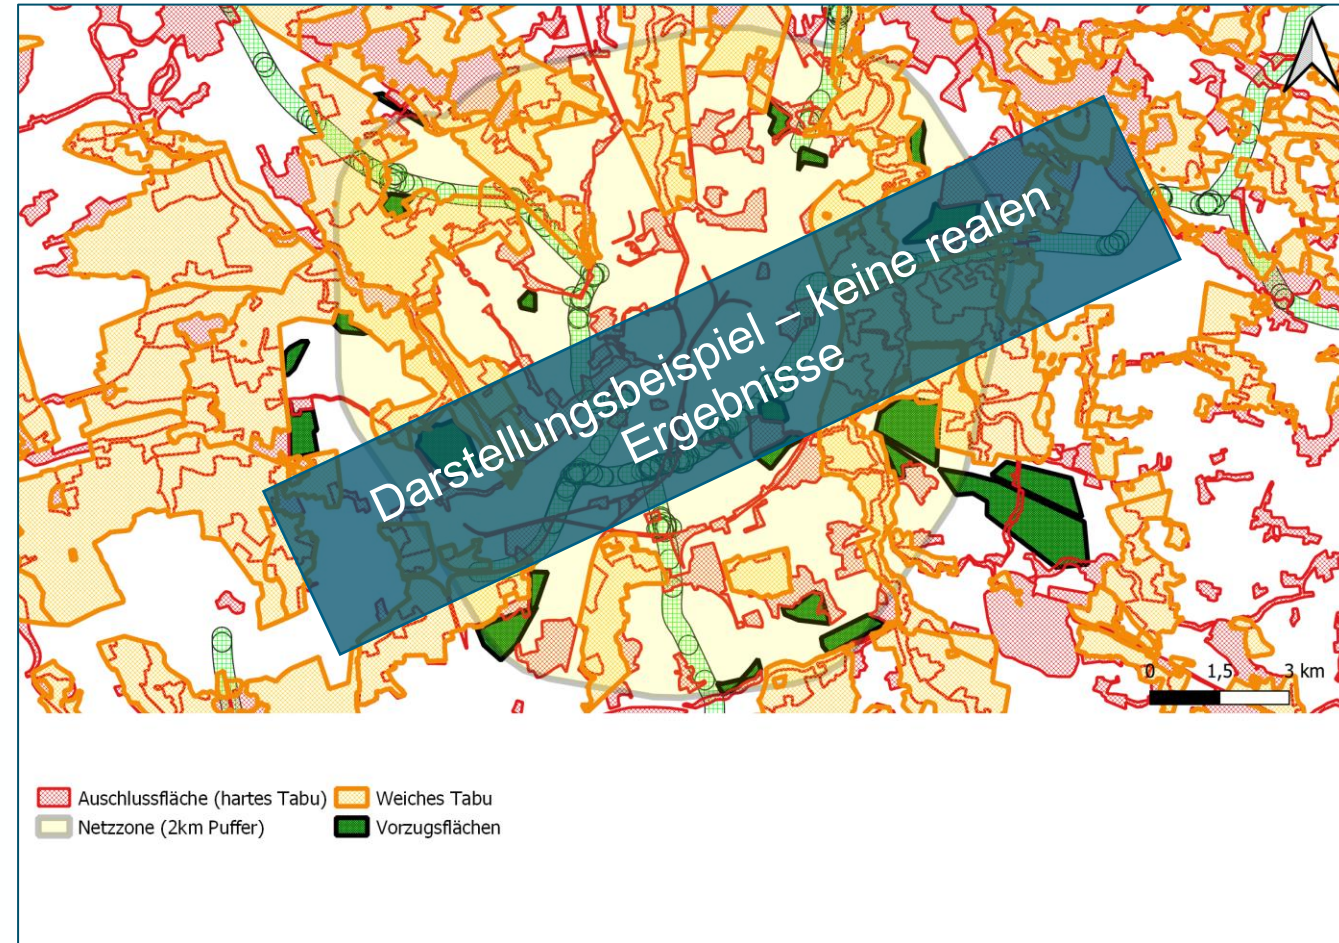 Darstellungsbeispiel – keine realen
Ergebnisse
0 1,5 3 km
Auschlussfläche (hartes Tabu) Weiches Tabu
Netzzone (2km Puffer) Vorzugsflächen